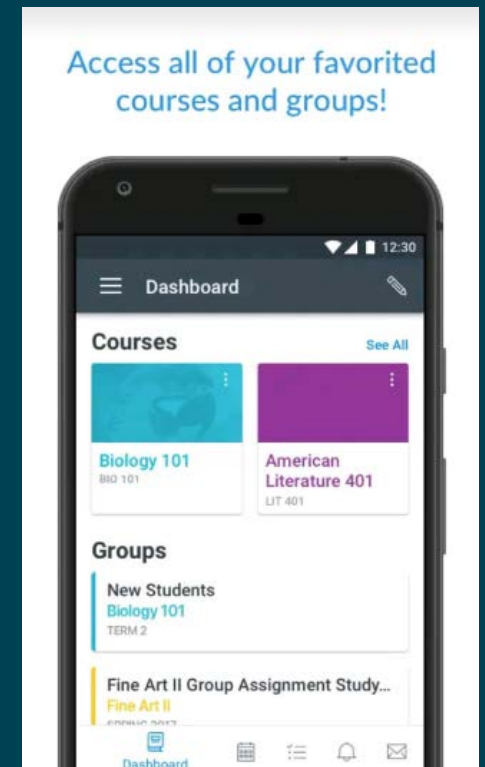 Access all of your favorited
courses and groups!
12:30
Dashboard
Courses
See All
Biology 101
BIO 101
American
Literature 401
LIT 401
Groups
New Students
Biology 101
TERM 2
Fine Art II Group Assignment Study...
Fine Art II
SPRING 2017
Dashboard